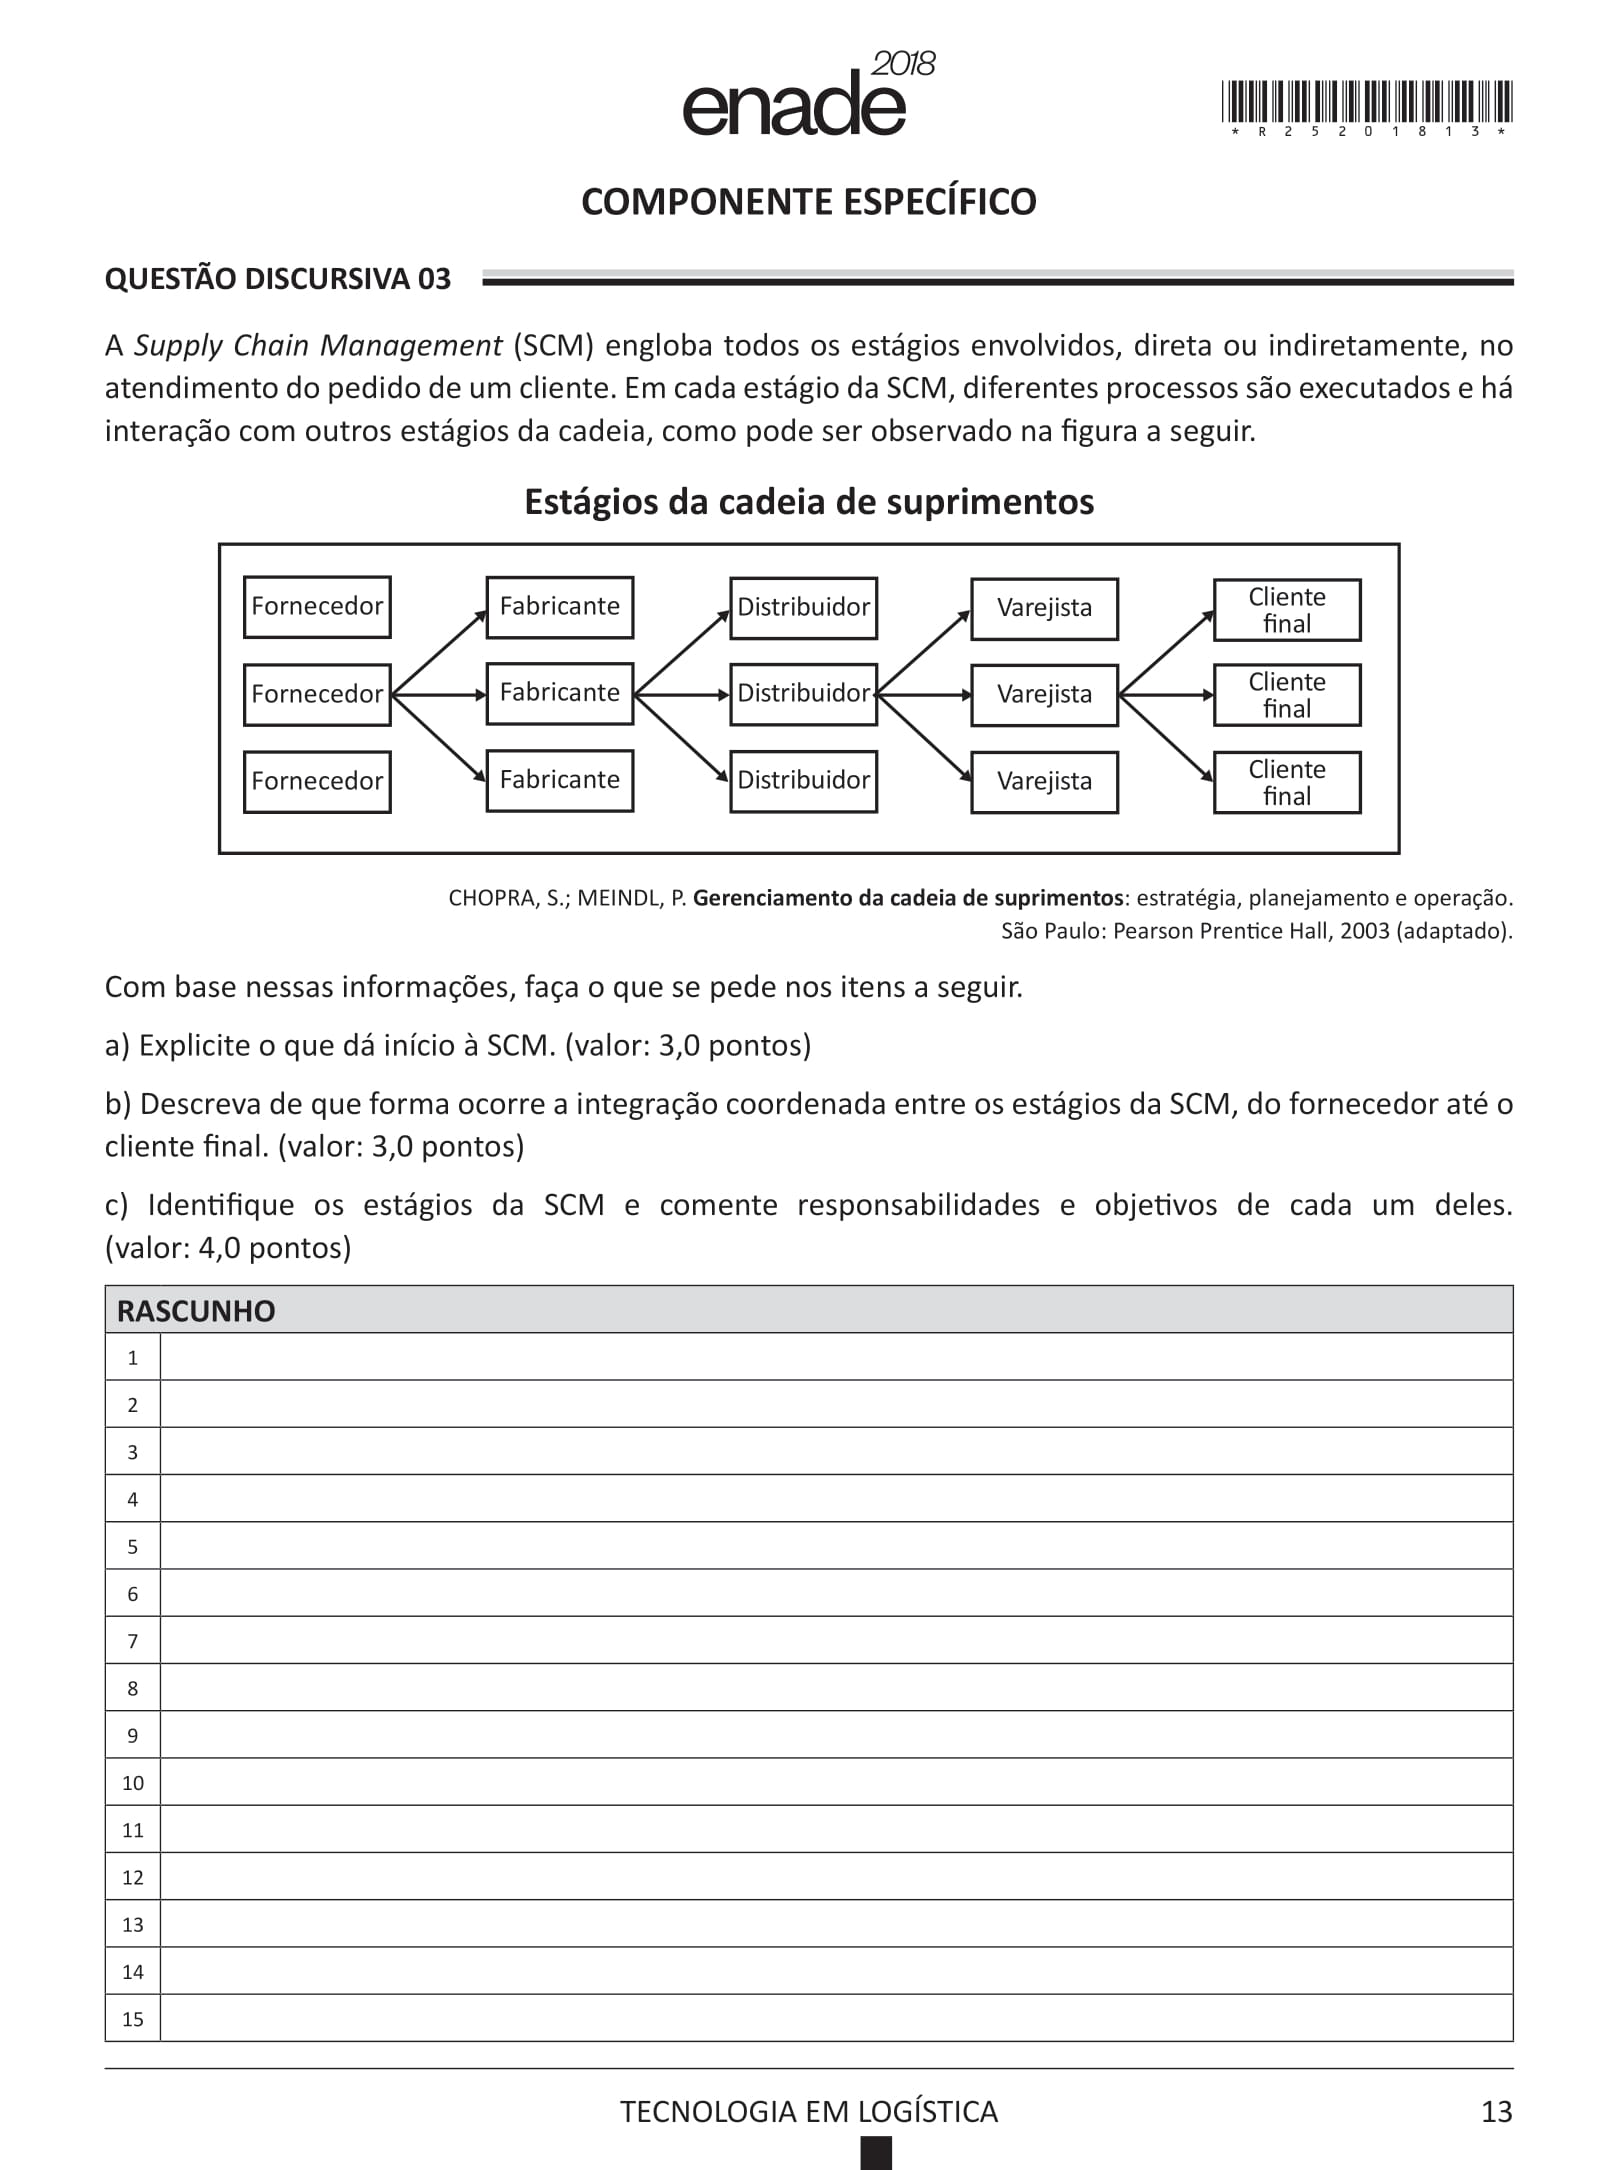 enade 2018
*R25201813*
COMPONENTE ESPECÍFICO
QUESTÃO DISCURSIVA 03
A Supply Chain Management (SCM) engloba todos os estágios envolvidos, direta ou indiretamente, no
atendimento do pedido de um cliente. Em cada estágio da SCM, diferentes processos são executados e há
interação com outros estágios da cadeia, como pode ser observado na figura a seguir.
Estágios da cadeia de suprimentos
Fornecedor Fabricante Distribuidor Varejista Cliente final
Fornecedor Fabricante Distribuidor Varejista Cliente final
Fornecedor Fabricante Distribuidor Varejista Cliente final
CHOPRA, S.; MEINDL, P. Gerenciamento da cadeia de suprimentos: estratégia, planejamento e operação.
São Paulo: Pearson Prentice Hall, 2003 (adaptado).
Com base nessas informações, faça o que se pede nos itens a seguir.
a) Explicite o que dá início à SCM. (valor: 3,0 pontos)
b) Descreva de que forma ocorre a integração coordenada entre os estágios da SCM, do fornecedor até o
cliente final. (valor: 3,0 pontos)
c) Identifique os estágios da SCM e comente responsabilidades e objetivos de cada um deles.
(valor: 4,0 pontos)
RASCUNHO
1
2
3
4
5
6
7
8
9
10
11
12
13
14
15
TECNOLOGIA EM LOGÍSTICA 13